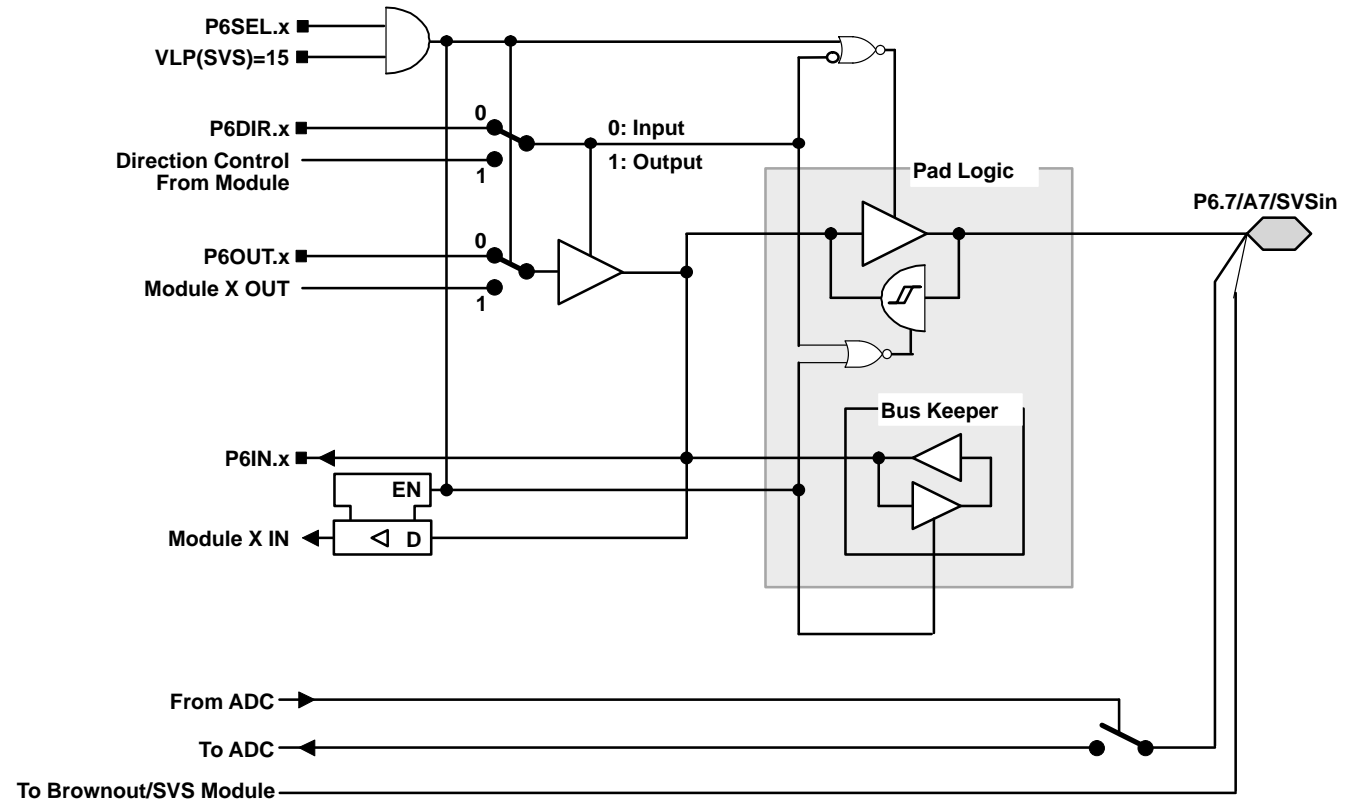 P6SEL.x
VLP(SVS)=15
P6DIR.x
0
0: Input
Direction Control
From Module
1
1: Output
Pad Logic
P6.7/A7/SVSin
P6OUT.x
0
Module X OUT
1
Bus Keeper
P6IN.x
EN
Module X IN
D
From ADC
To ADC
To Brownout/SVS Module